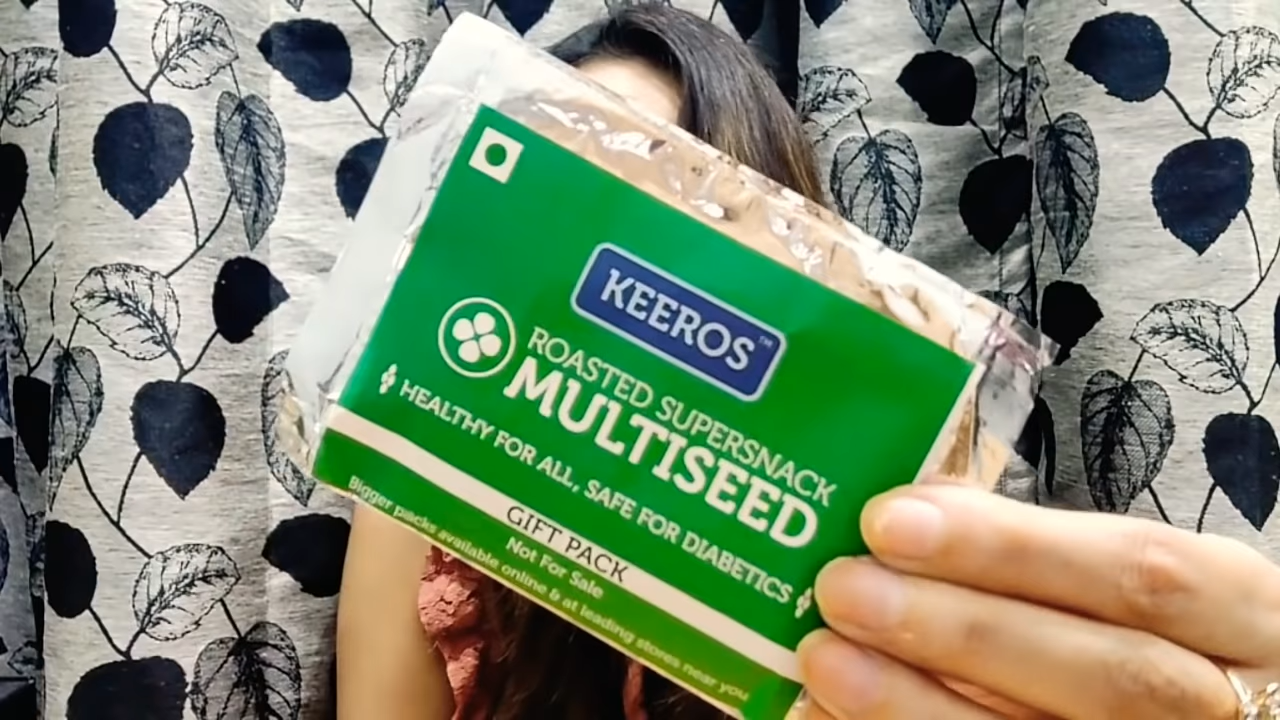 KEEROS™
ROASTED SUPERSNACK
MULTISEED
HEALTHY FOR ALL, SAFE FOR DIABETICS
GIFT PACK
Not For Sale
Bigger packs available online & at leading stores near you